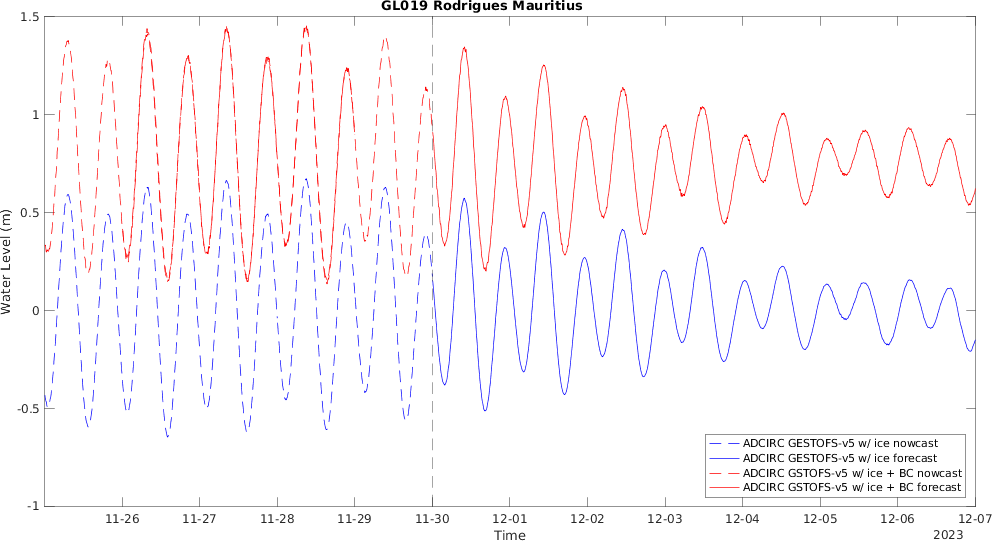 GL019 Rodrigues Mauritius
1.5
1
0.5
0
-0.5
-1
Water Level (m)
11-26 11-27 11-28 11-29 11-30 12-01 12-02 12-03 12-04 12-05 12-06 12-07
Time
2023
ADCIRC GESTOFS-v5 w/ ice nowcast
ADCIRC GESTOFS-v5 w/ ice forecast
ADCIRC GSTOFS-v5 w/ ice + BC nowcast
ADCIRC GSTOFS-v5 w/ ice + BC forecast